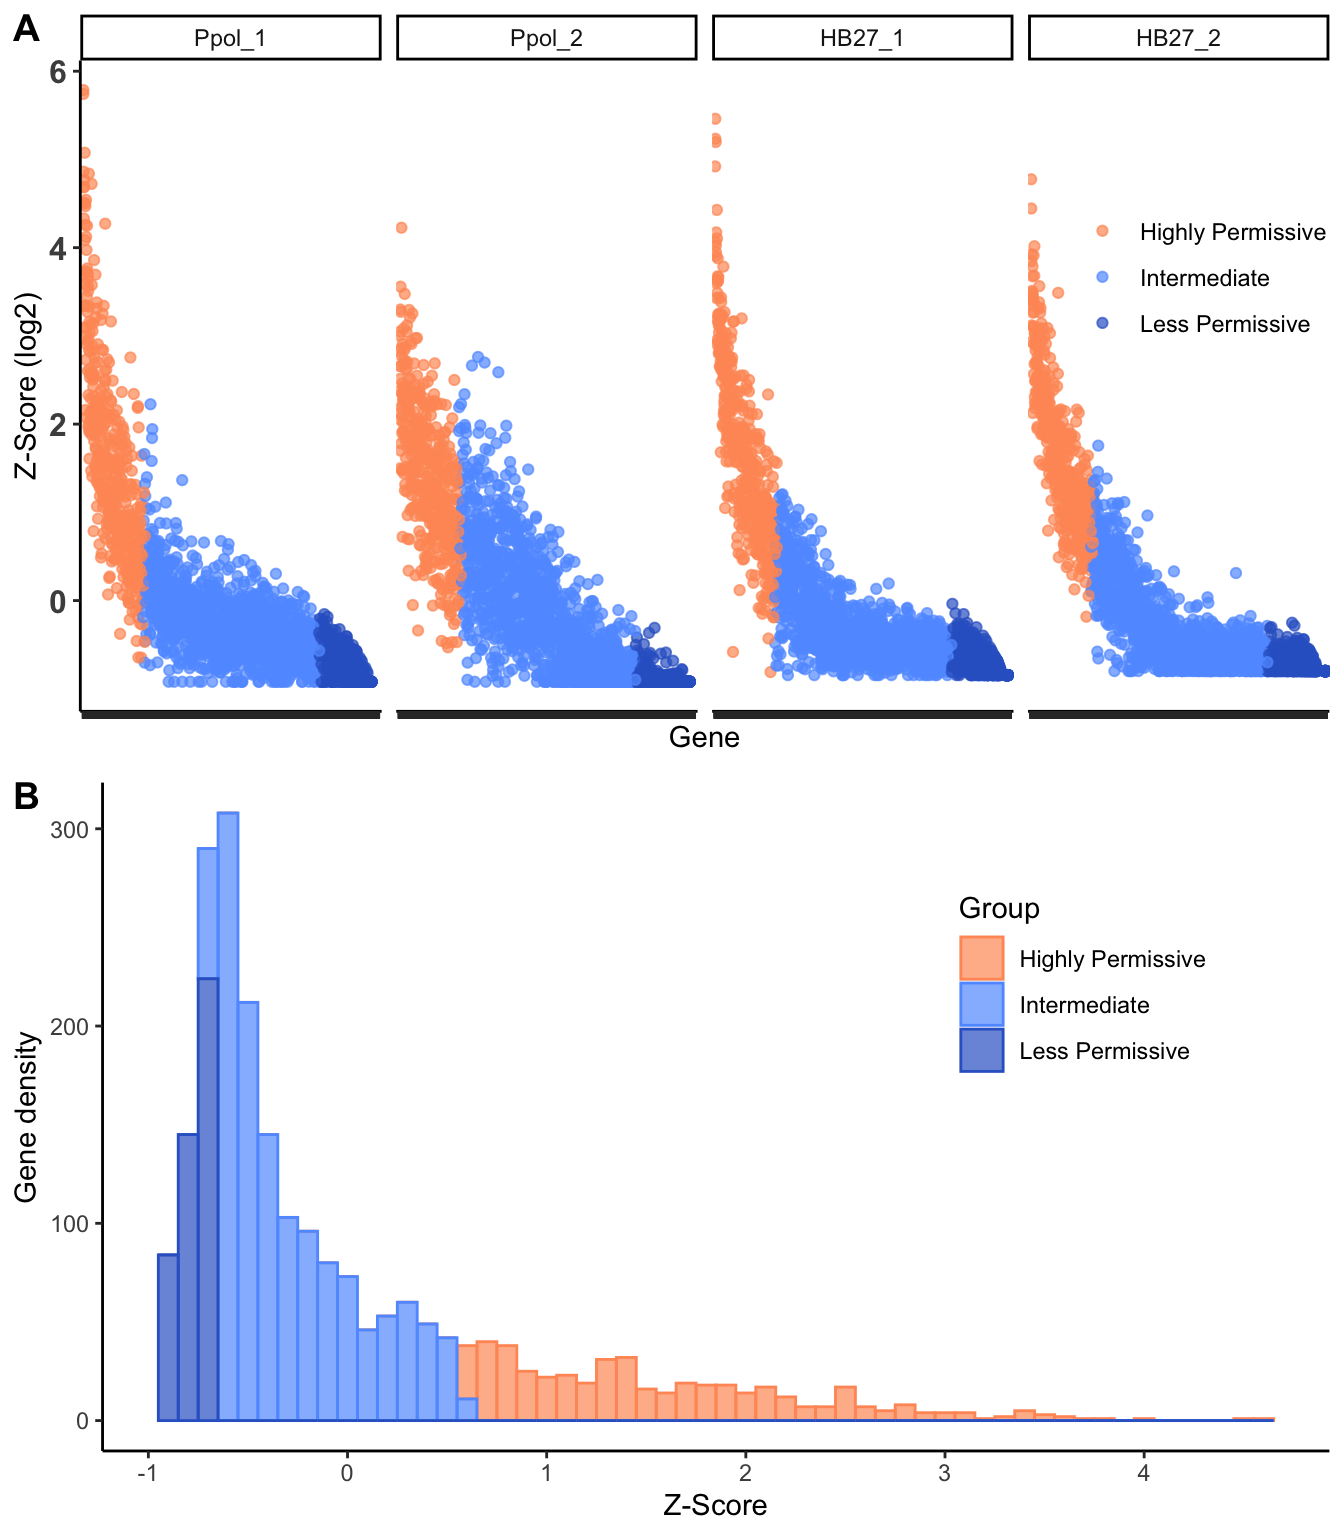 A
Ppol_1
Ppol_2
HB27_1
HB27_2
6
4
2
0
Z-Score (log2)
Highly Permissive
Intermediate
Less Permissive
Gene
B
300
200
100
0
Gene density
Group
Highly Permissive
Intermediate
Less Permissive
-1
0
1
2
3
4
Z-Score